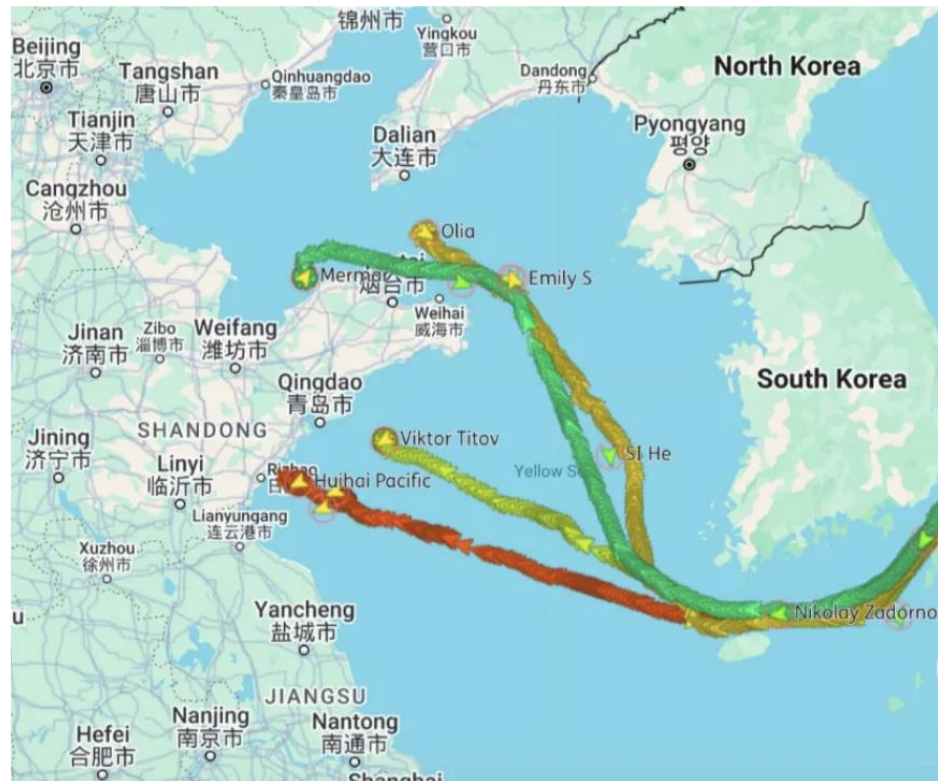 锦州市
Yingkou
营口市
Beijing
北京市
Tangshan
唐山市
Qinhuangdao
秦皇岛市
Dandong
丹东市
North Korea
Tianjin
天津市
Dalian
大连市
Pyongyang
평양
Cangzhou
沧州市
Olia
Emily S
烟台市
Weihai
威海市
Jinan
济南市
Zibo
淄博市
Weifang
潍坊市
Qingdao
青岛市
South Korea
SHANDONG
Viktor Titov
SI He
Yellow
Jining
济宁市
Linyi
临沂市
Huihai Pacific
Lianyungang
连云港市
Xuzhou
徐州市
Yancheng
盐城市
Nikolay Zadorno
u
JIANGSU
Nanjing
南京市
Nantong
南通市
Hefei
合肥市
Shanghai